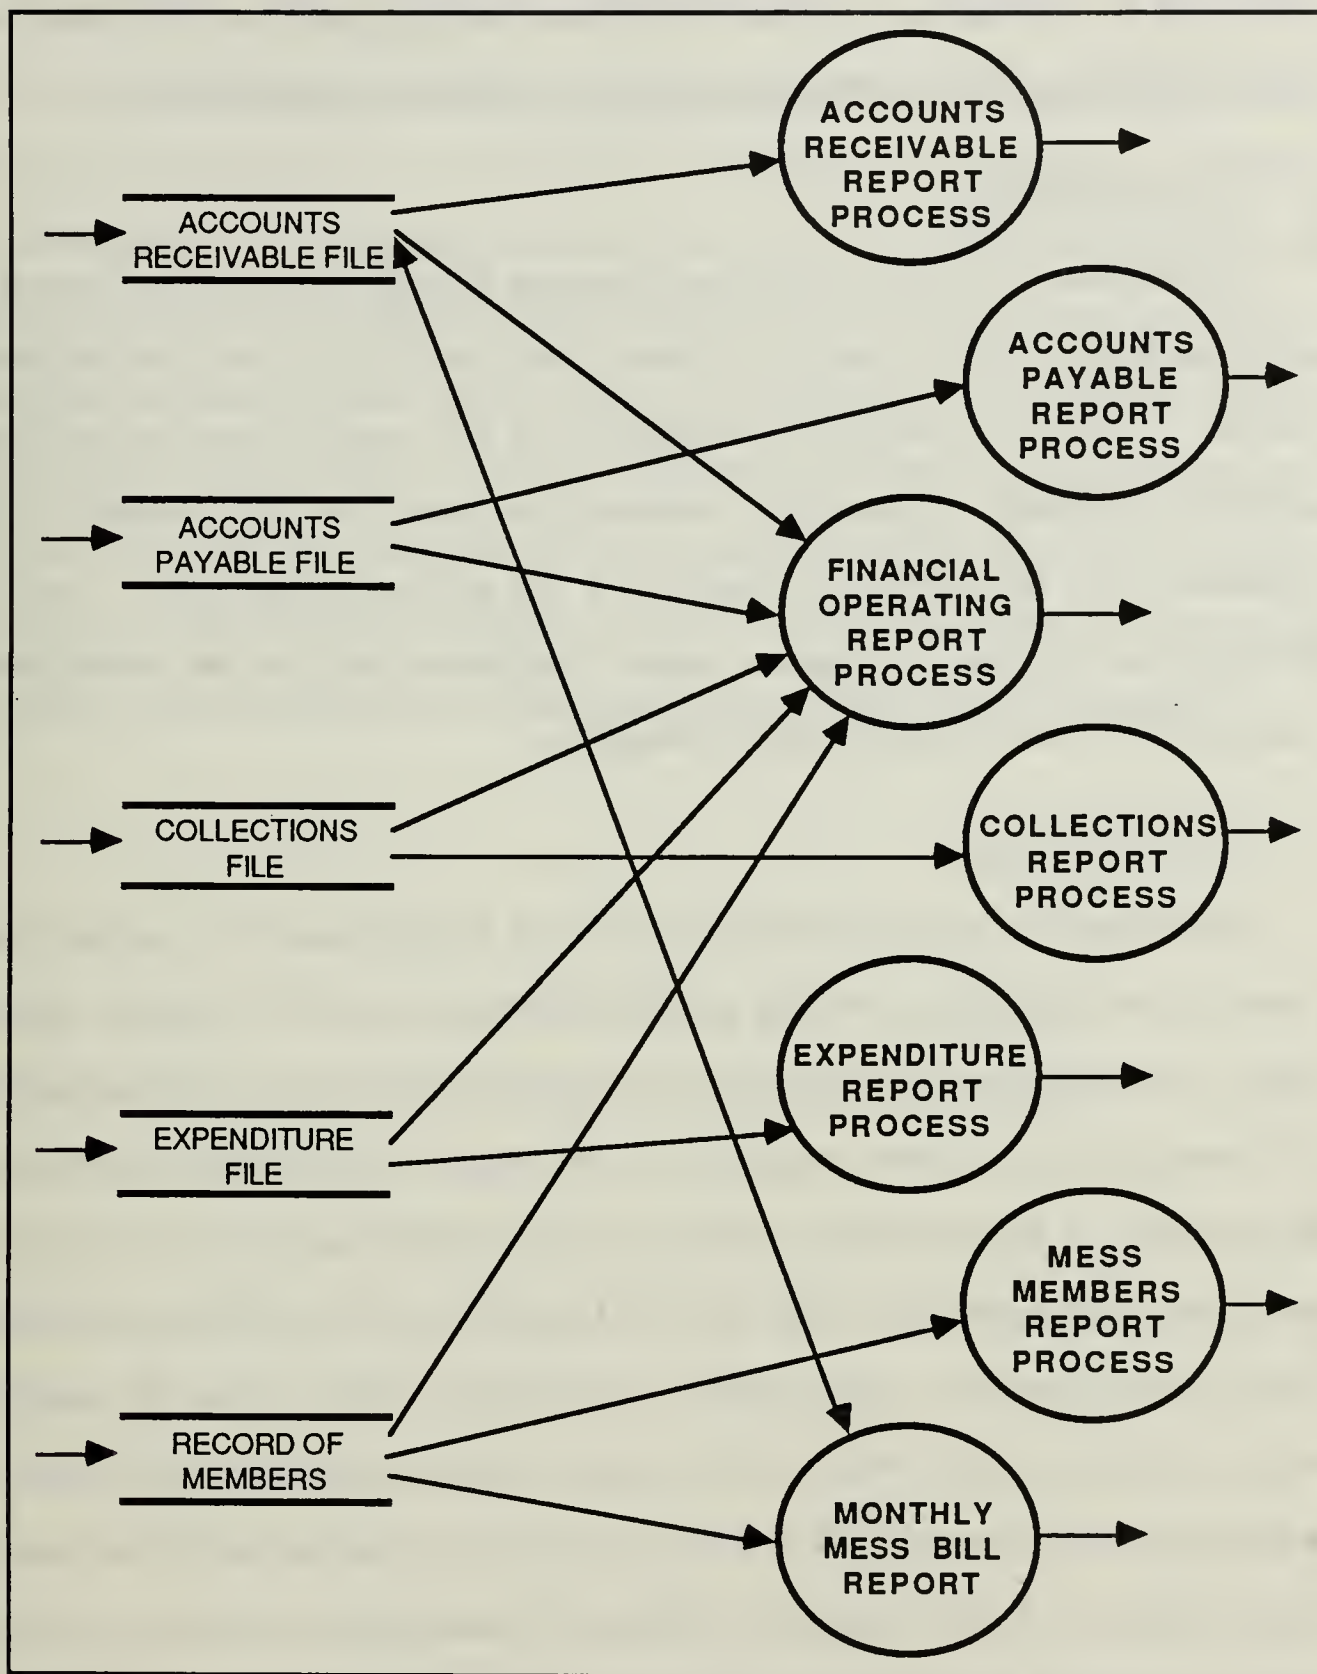 ACCOUNTS
RECEIVABLE
REPORT
PROCESS
ACCOUNTS
RECEIVABLE FILE
ACCOUNTS
PAYABLE
REPORT
PROCESS
ACCOUNTS
PAYABLE FILE
FINANCIAL
OPERATING
REPORT
PROCESS
COLLECTIONS
FILE
COLLECTIONS
REPORT
PROCESS
EXPENDITURE
REPORT
PROCESS
EXPENDITURE
FILE
MESS
MEMBERS
REPORT
PROCESS
RECORD OF
MEMBERS
MONTHLY
MESS BILL
REPORT